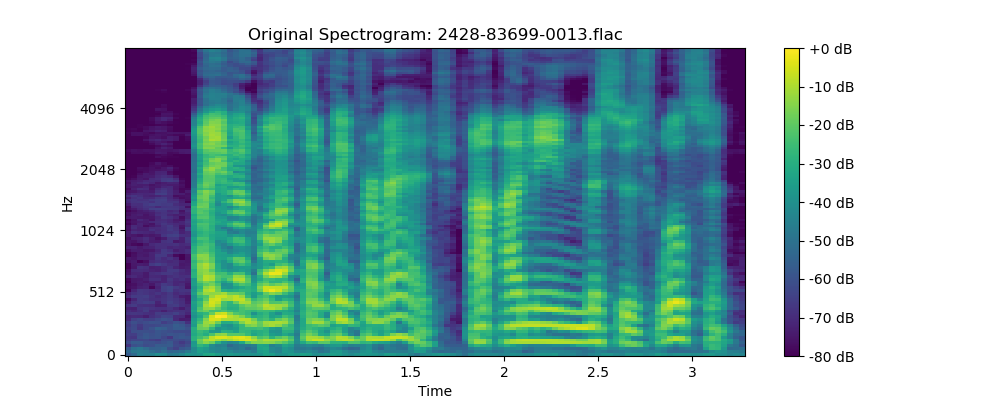 Original Spectrogram: 2428-83699-0013.flac
Hz
4096
2048
1024
512
0
0 0.5 1 1.5 2 2.5 3
Time
+0 dB
-10 dB
-20 dB
-30 dB
-40 dB
-50 dB
-60 dB
-70 dB
-80 dB